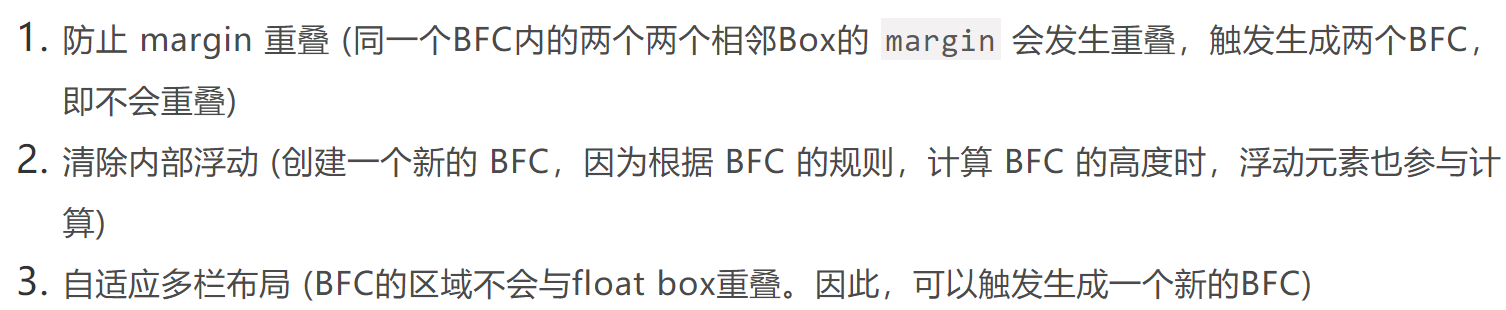 1. 防止 margin 重叠 (同一个BFC内的两个两个相邻Box的 margin 会发生重叠，触发生成两个BFC，
即不会重叠)
2. 清除内部浮动 (创建一个新的 BFC，因为根据 BFC 的规则，计算 BFC 的高度时，浮动元素也参与计
算)
3. 自适应多栏布局 (BFC的区域不会与float box重叠。因此，可以触发生成一个新的BFC)